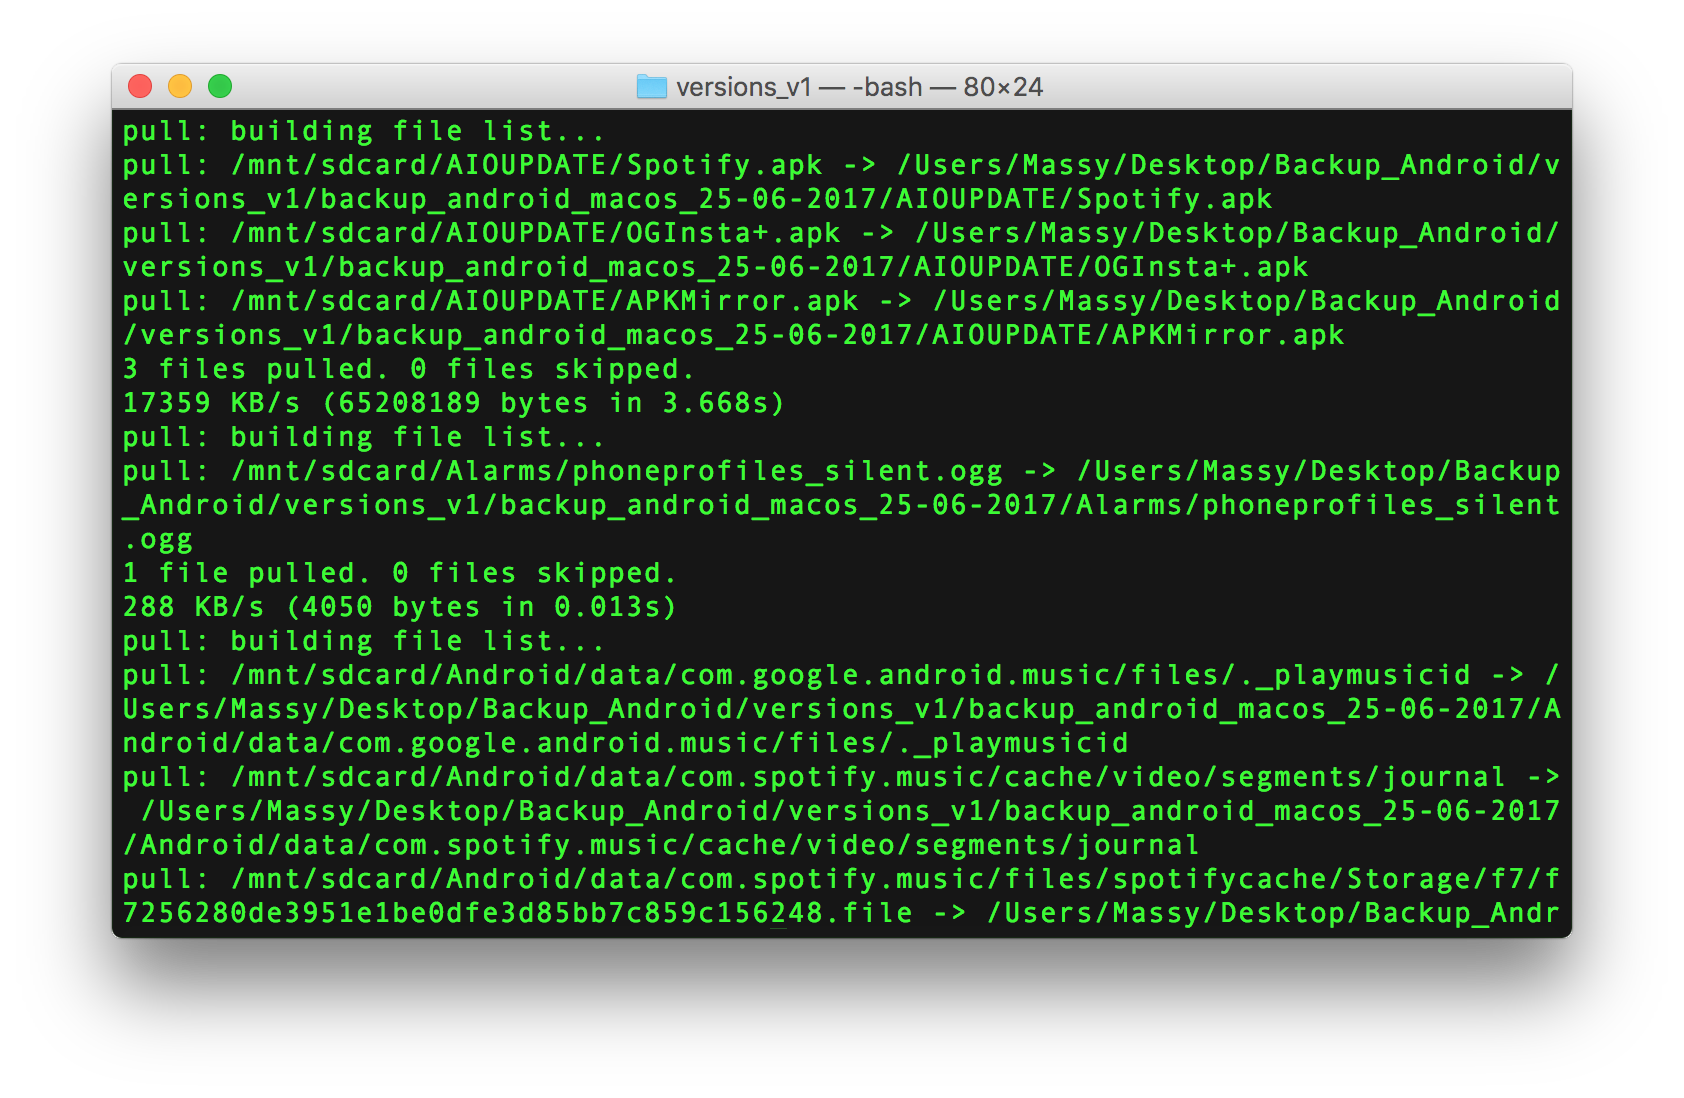 versions_v1 — -bash — 80×24
pull: building file list...
pull: /mnt/sdcard/AIOUPDATE/Spotify.apk -> /Users/Massy/Desktop/Backup_Android/v
ersions_v1/backup_android_macos_25-06-2017/AIOUPDATE/Spotify.apk
pull: /mnt/sdcard/AIOUPDATE/OGInsta+.apk -> /Users/Massy/Desktop/Backup_Android/
versions_v1/backup_android_macos_25-06-2017/AIOUPDATE/OGInsta+.apk
pull: /mnt/sdcard/AIOUPDATE/APKMirror.apk -> /Users/Massy/Desktop/Backup_Android
/versions_v1/backup_android_macos_25-06-2017/AIOUPDATE/APKMirror.apk
3 files pulled. 0 files skipped.
17359 KB/s (65208189 bytes in 3.668s)
pull: building file list...
pull: /mnt/sdcard/Alarms/phoneprofiles_silent.ogg -> /Users/Massy/Desktop/Backup
_Android/versions_v1/backup_android_macos_25-06-2017/Alarms/phoneprofiles_silent
.ogg
1 file pulled. 0 files skipped.
288 KB/s (4050 bytes in 0.013s)
pull: building file list...
pull: /mnt/sdcard/Android/data/com.google.android.music/files/._playmusicid -> /
Users/Massy/Desktop/Backup_Android/versions_v1/backup_android_macos_25-06-2017/A
ndroid/data/com.google.android.music/files/._playmusicid
pull: /mnt/sdcard/Android/data/com.spotify.music/cache/video/segments/journal ->
 /Users/Massy/Desktop/Backup_Android/versions_v1/backup_android_macos_25-06-2017
/Android/data/com.spotify.music/cache/video/segments/journal
pull: /mnt/sdcard/Android/data/com.spotify.music/files/spotifycache/Storage/f7/f
7256280de3951e1be0dfe3d85bb7c859c156248.file -> /Users/Massy/Desktop/Backup_Andr